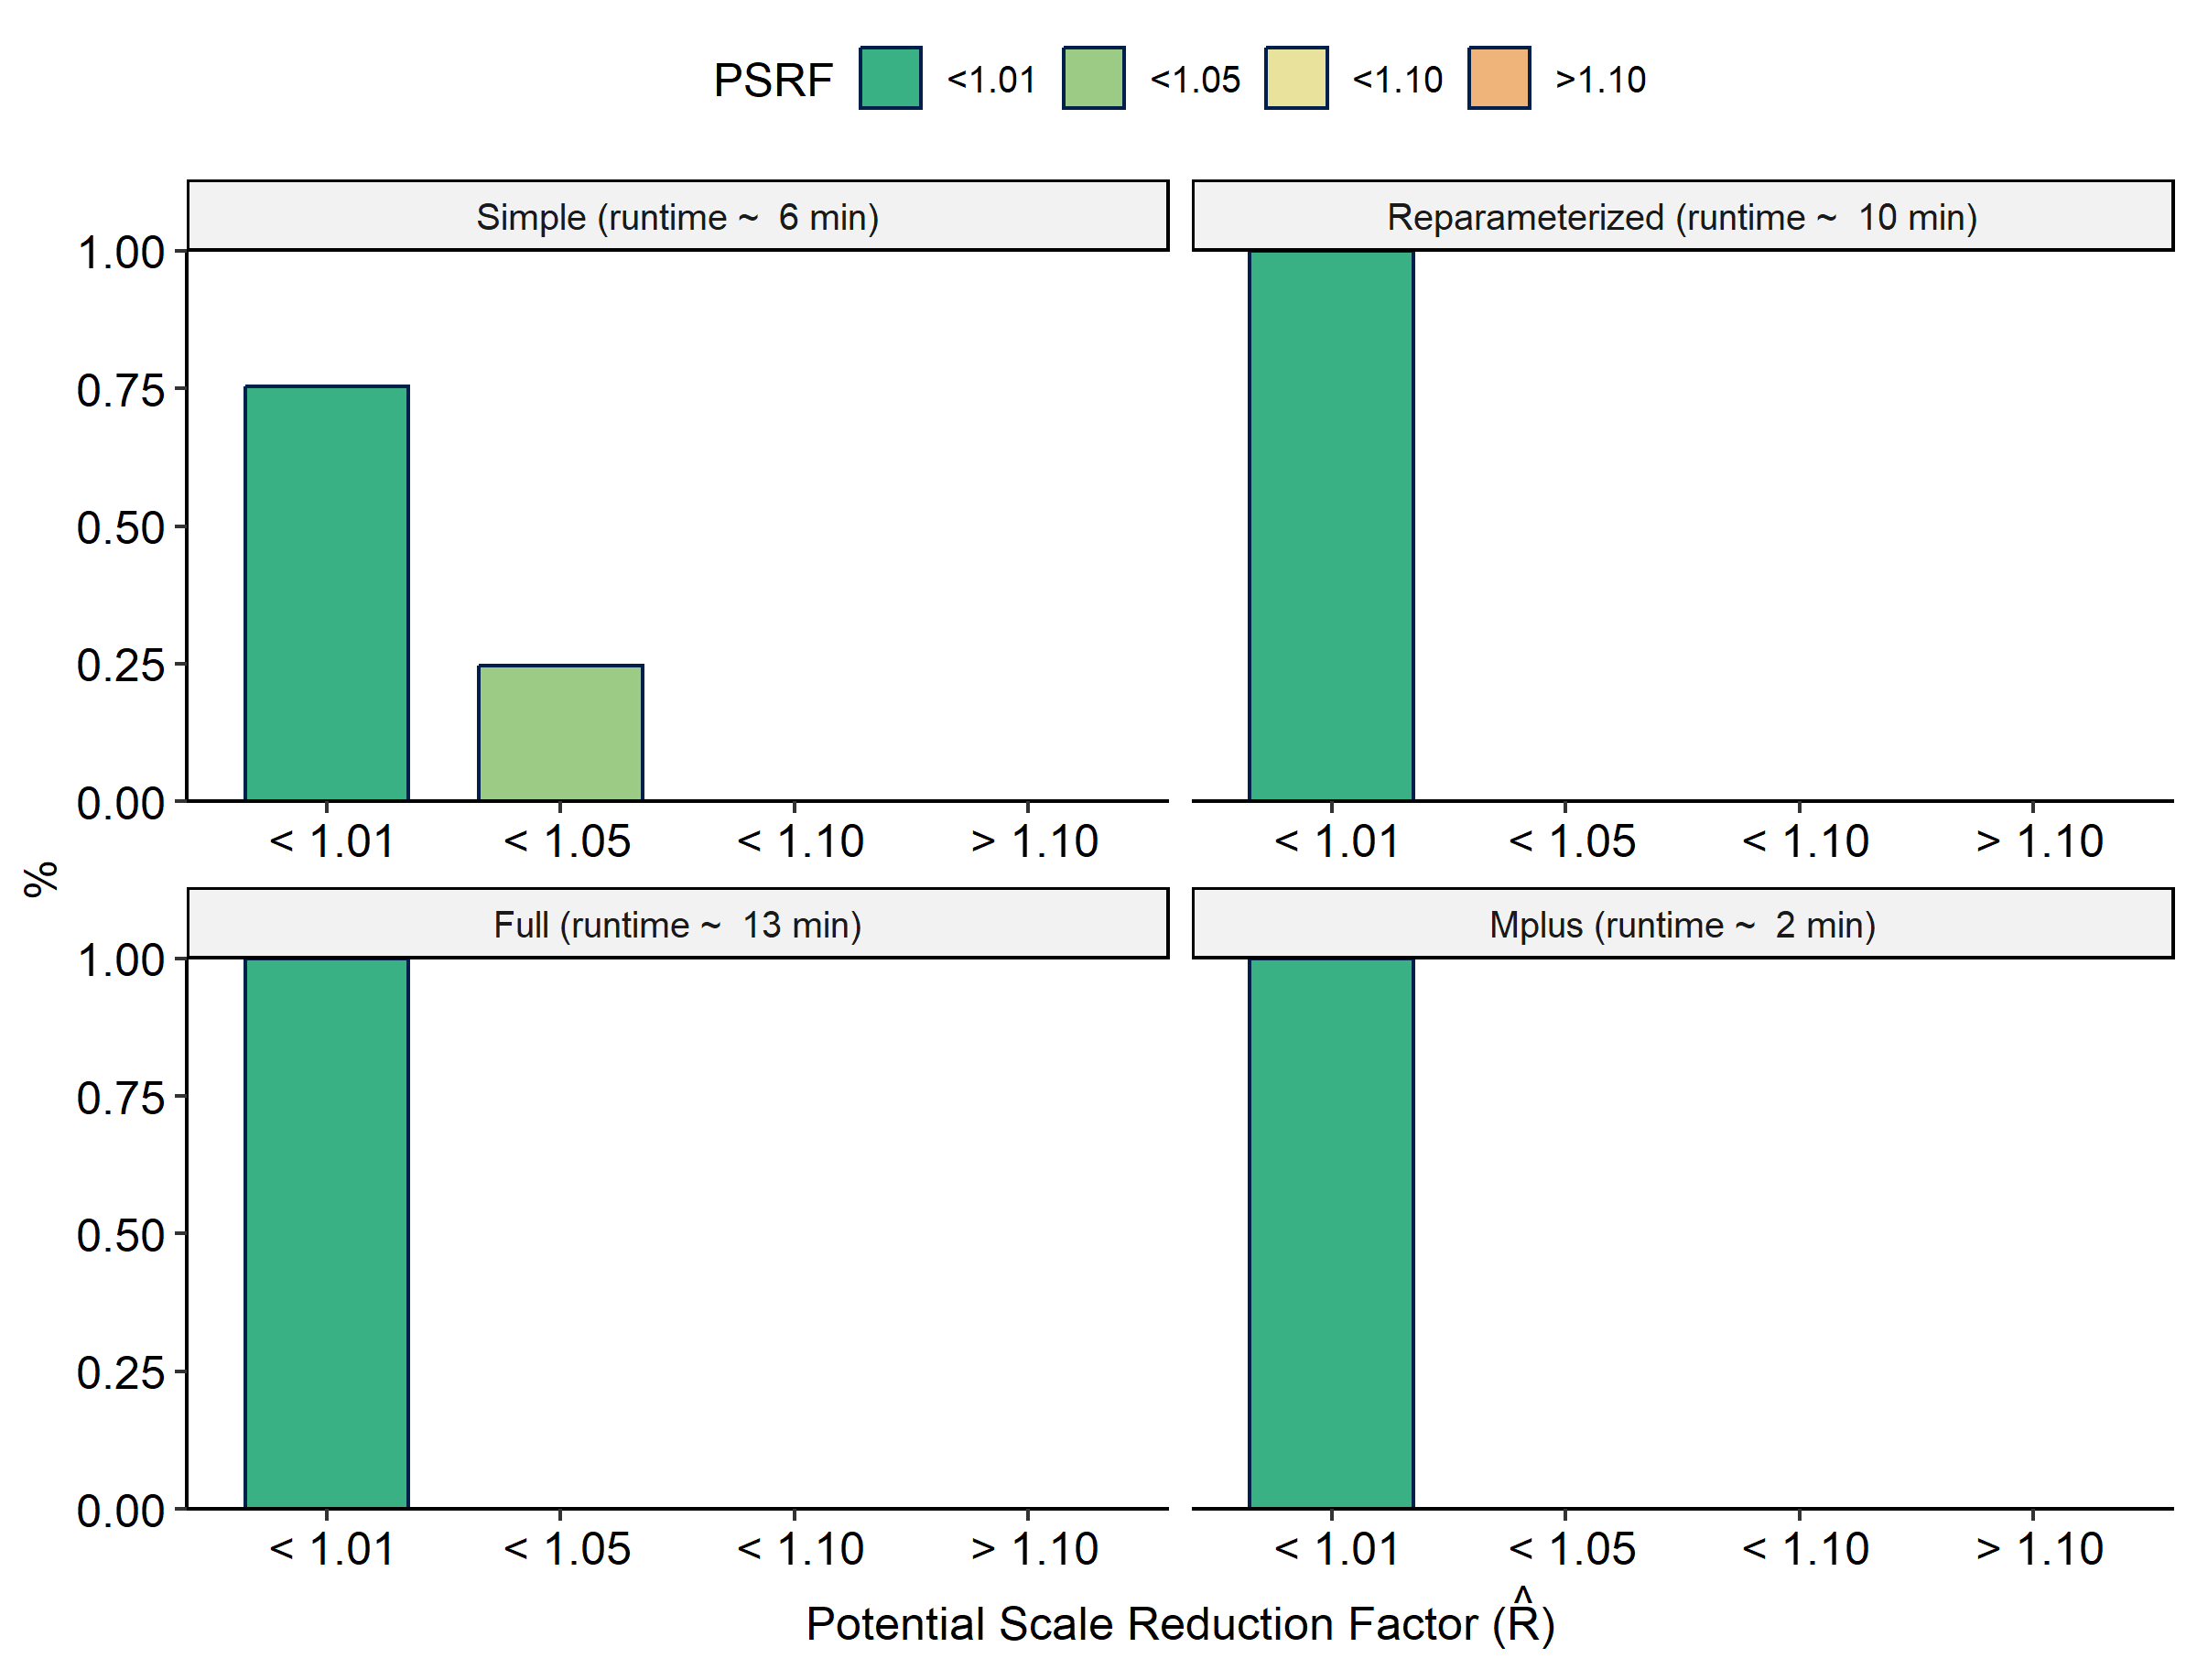 PSRF <1.01 <1.05 <1.10 >1.10
Simple (runtime ~  6 min)
Reparameterized (runtime ~  10 min)
1.00
0.75
0.50
0.25
0.00
< 1.01 < 1.05 < 1.10 > 1.10
< 1.01 < 1.05 < 1.10 > 1.10
%
Full (runtime ~  13 min)
Mplus (runtime ~  2 min)
1.00
0.75
0.50
0.25
0.00
< 1.01 < 1.05 < 1.10 > 1.10
< 1.01 < 1.05 < 1.10 > 1.10
Potential Scale Reduction Factor (R̂)